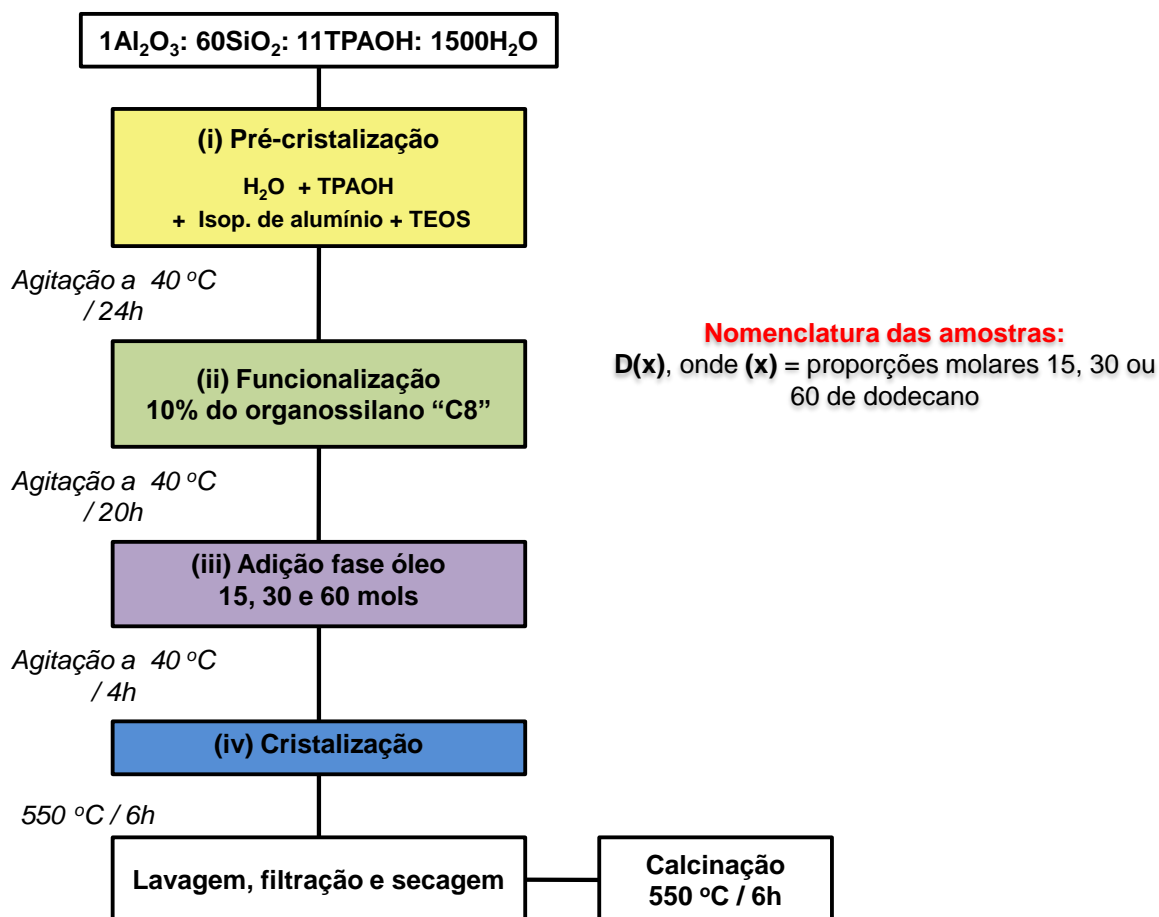 1Al₂O₃: 60SiO₂: 11TPAOH: 1500H₂O
(i) Pré-cristalização
H₂O + TPAOH
+ Isop. de alumínio + TEOS
Agitação a 40 ºC
/ 24h
(ii) Funcionalização
10% do organossilano “C8”
Agitação a 40 ºC
/ 20h
(iii) Adição fase óleo
15, 30 e 60 mols
Agitação a 40 ºC
/ 4h
(iv) Cristalização
550 ºC / 6h
Lavagem, filtração e secagem
Calcinação
550 ºC / 6h
Nomenclatura das amostras:
D(x), onde (x) = proporções molares 15, 30 ou
60 de dodecano